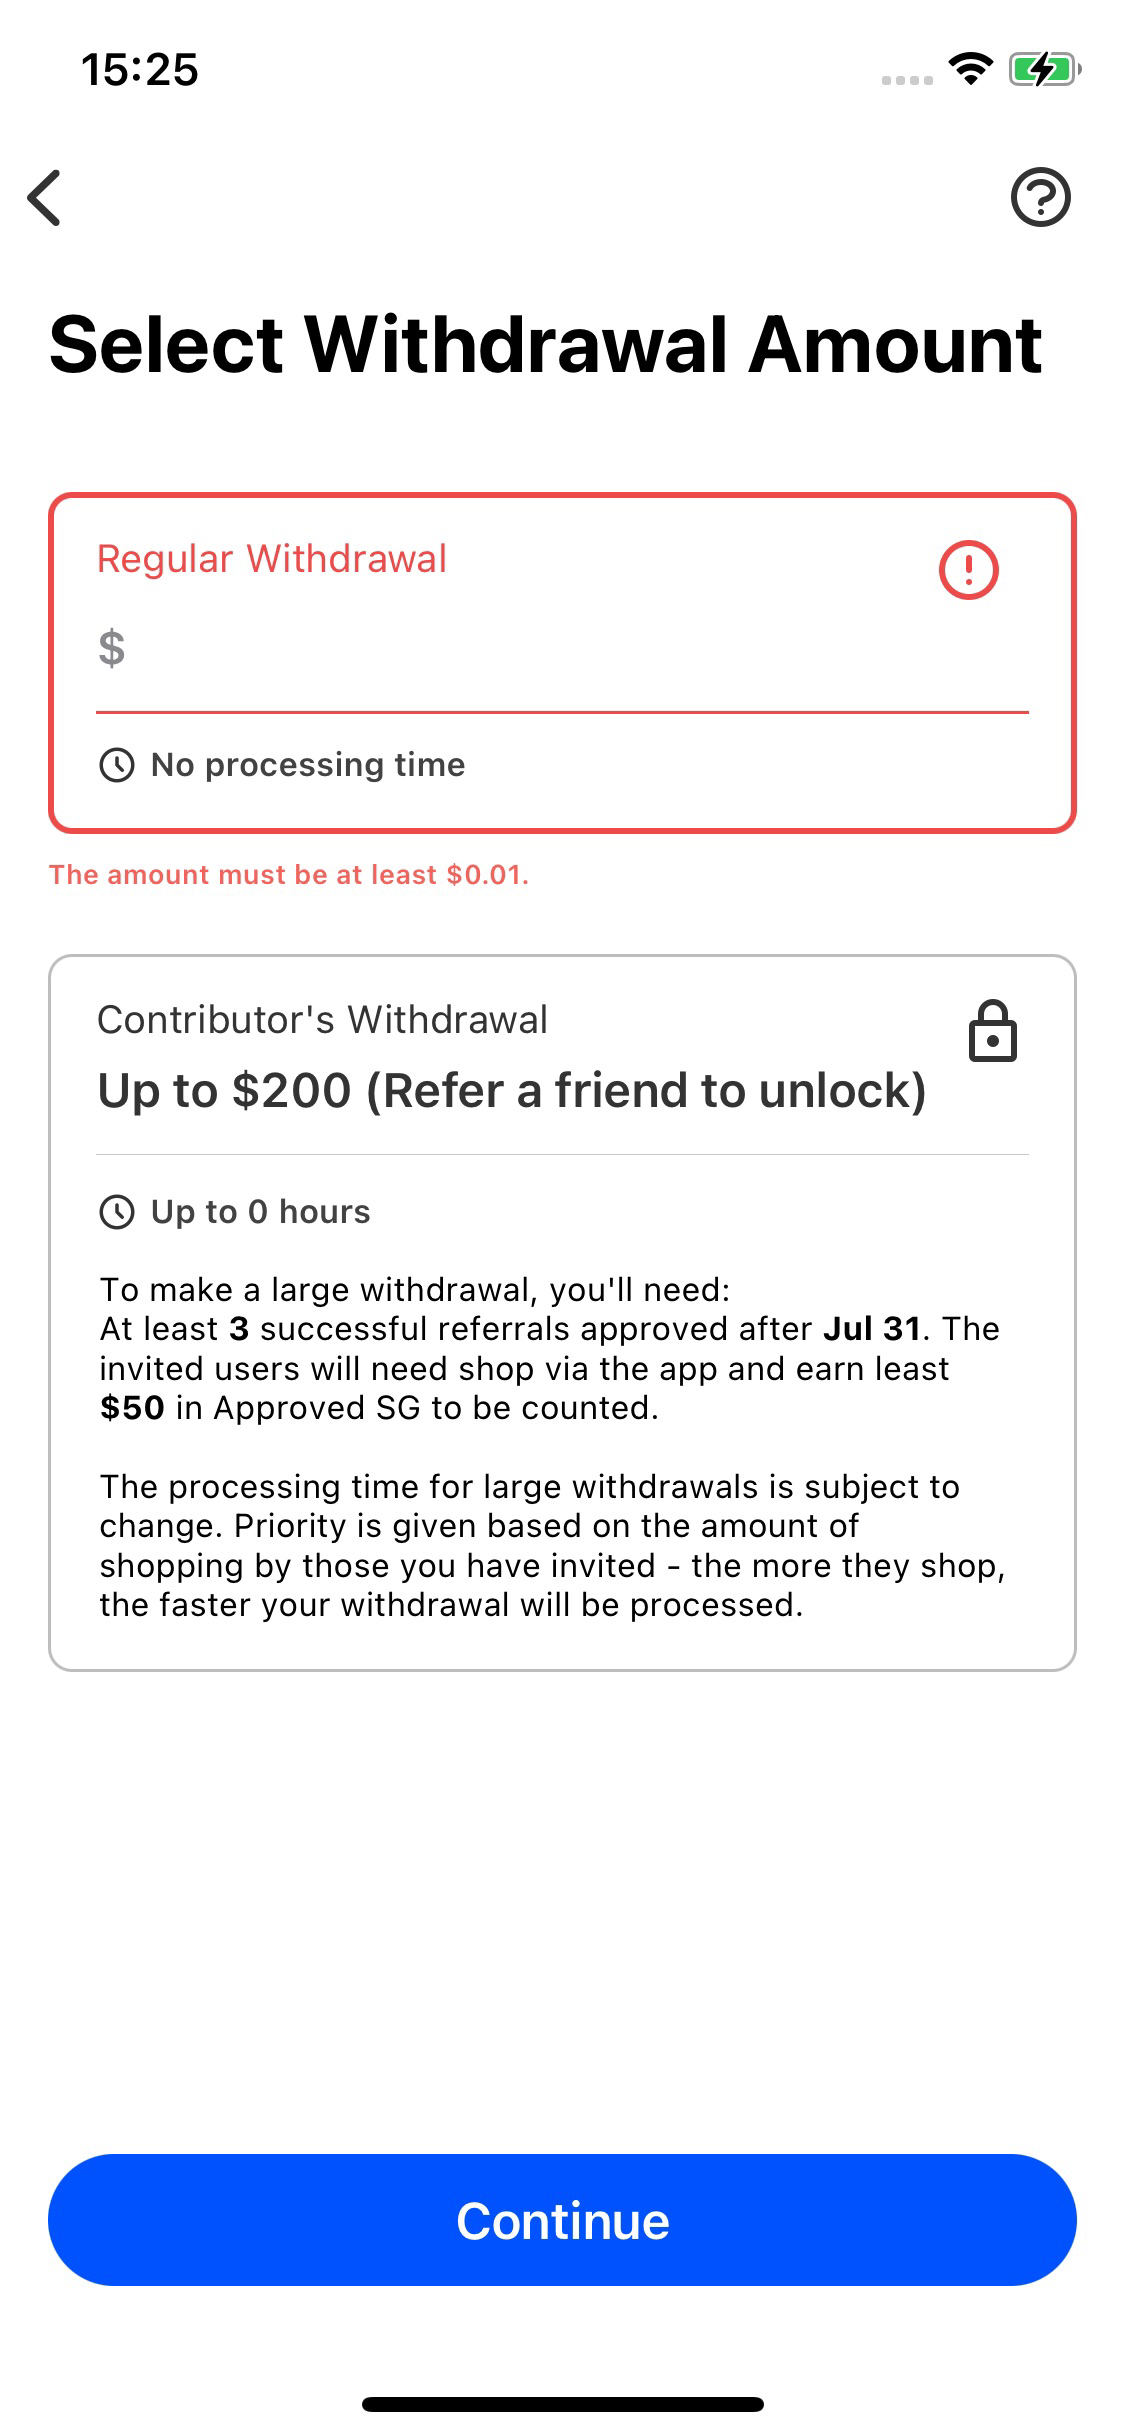 15:25
Select Withdrawal Amount
Regular Withdrawal
$
No processing time
The amount must be at least $0.01.
Contributor's Withdrawal
Up to $200 (Refer a friend to unlock)
Up to 0 hours
To make a large withdrawal, you'll need:
At least 3 successful referrals approved after Jul 31. The
invited users will need shop via the app and earn least
$50 in Approved SG to be counted.
The processing time for large withdrawals is subject to
change. Priority is given based on the amount of
shopping by those you have invited - the more they shop,
the faster your withdrawal will be processed.
Continue